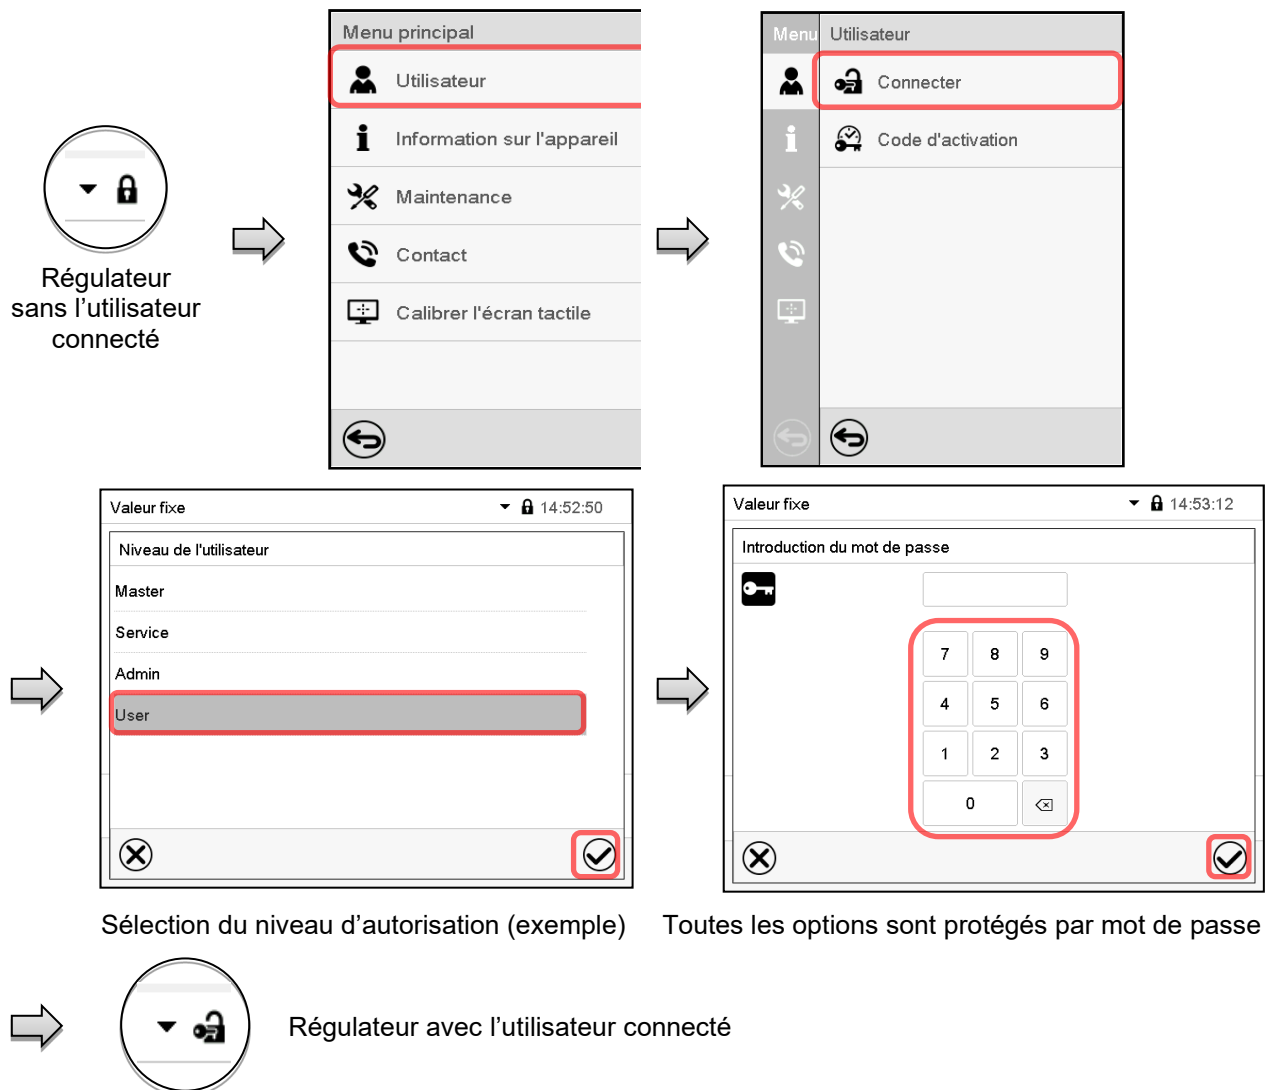 Régulateur
sans l’utilisateur
connecté
Menu principal
Utilisateur
Information sur l'appareil
Maintenance
Contact
Calibrer l'écran tactile
Menu
Utilisateur
Connecter
Code d'activation
Valeur fixe
14:52:50
Niveau de l'utilisateur
Master
Service
Admin
User
Valeur fixe
14:53:12
Introduction du mot de passe
7 8 9
4 5 6
1 2 3
0
Sélection du niveau d’autorisation (exemple)
Toutes les options sont protégés par mot de passe
Régulateur avec l’utilisateur connecté